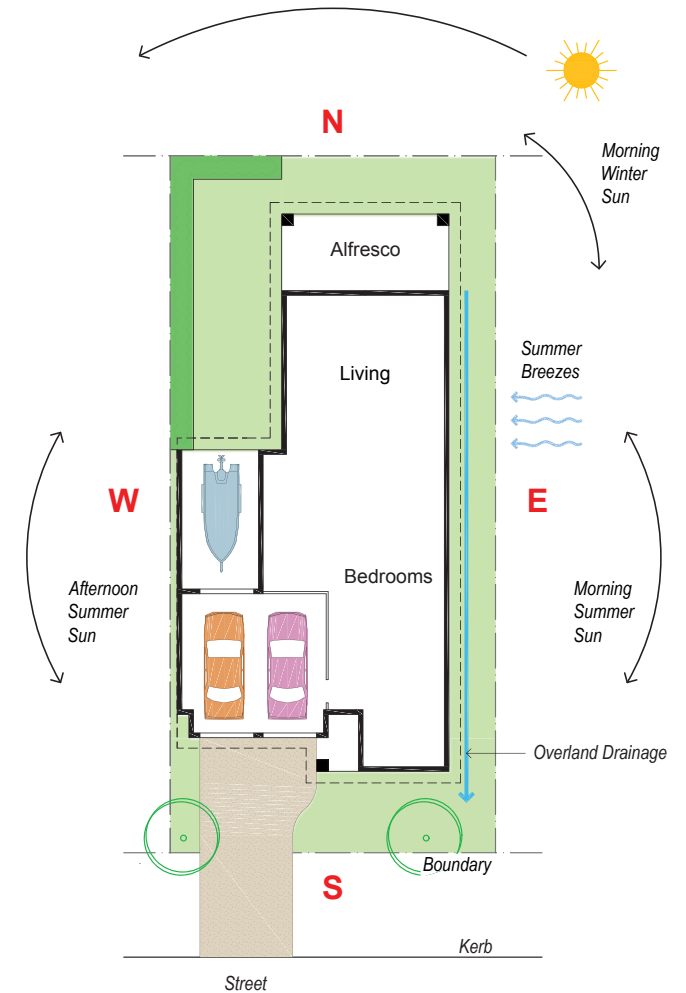 N
Morning
Winter
Sun
Alfresco
Summer
Breezes
Living
W
E
Bedrooms
Afternoon
Summer
Sun
Morning
Summer
Sun
Overland Drainage
Boundary
S
Kerb
Street